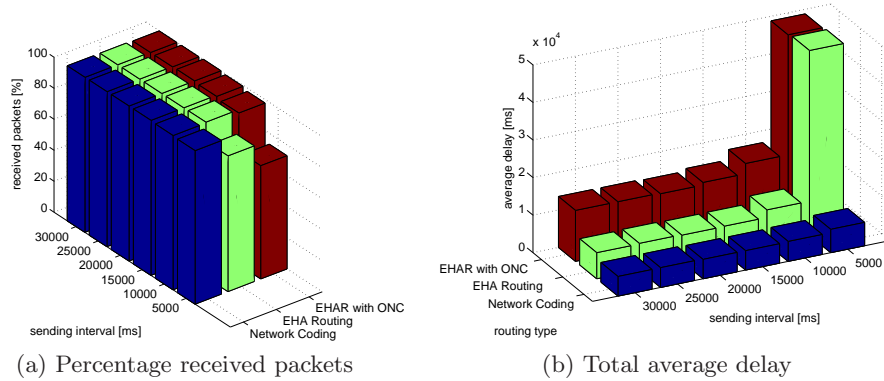 100
80
60
40
20
0
received packets [%]
30000
25000
20000
15000
10000
5000
sending interval [ms]
EHAR with ONC
EHA Routing
Network Coding
(a) Percentage received packets
x 10^4
5
4
3
2
1
0
average delay [ms]
EHAR with ONC
EHA Routing
Network Coding
routing type
30000
25000
20000
15000
10000
5000
sending interval [ms]
(b) Total average delay